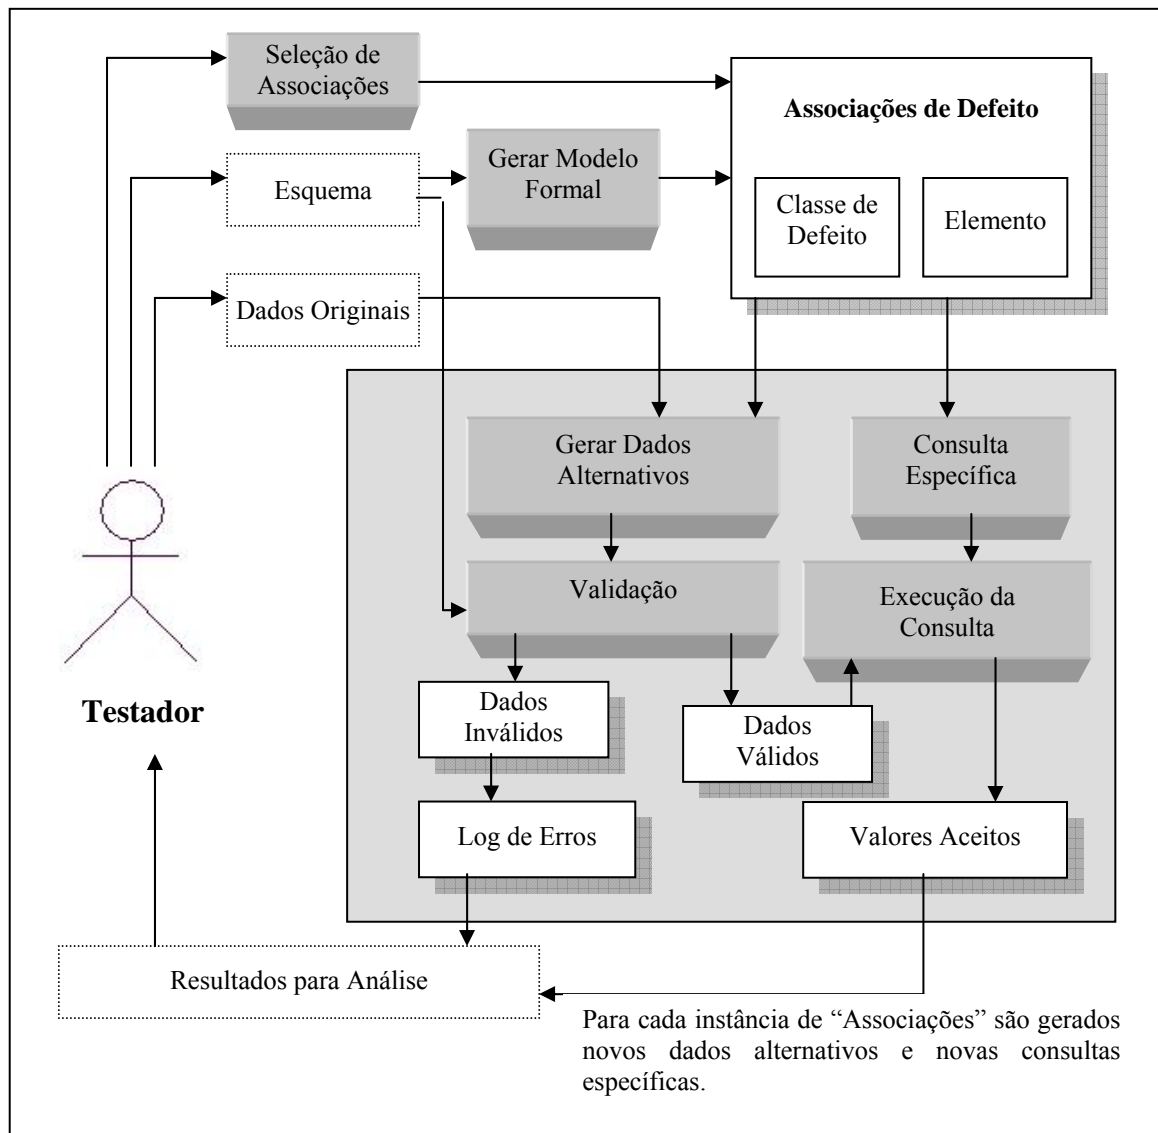 Seleção de
Associações
Associações de Defeito
Gerar Modelo
Formal
Esquema
Classe de
Defeito
Elemento
Dados Originais
Gerar Dados
Alternativos
Consulta
Específica
Validação
Execução da
Consulta
Testador
Dados
Inválidos
Dados
Válidos
Log de Erros
Valores Aceitos
Resultados para Análise
Para cada instância de “Associações” são gerados
novos dados alternativos e novas consultas
específicas.